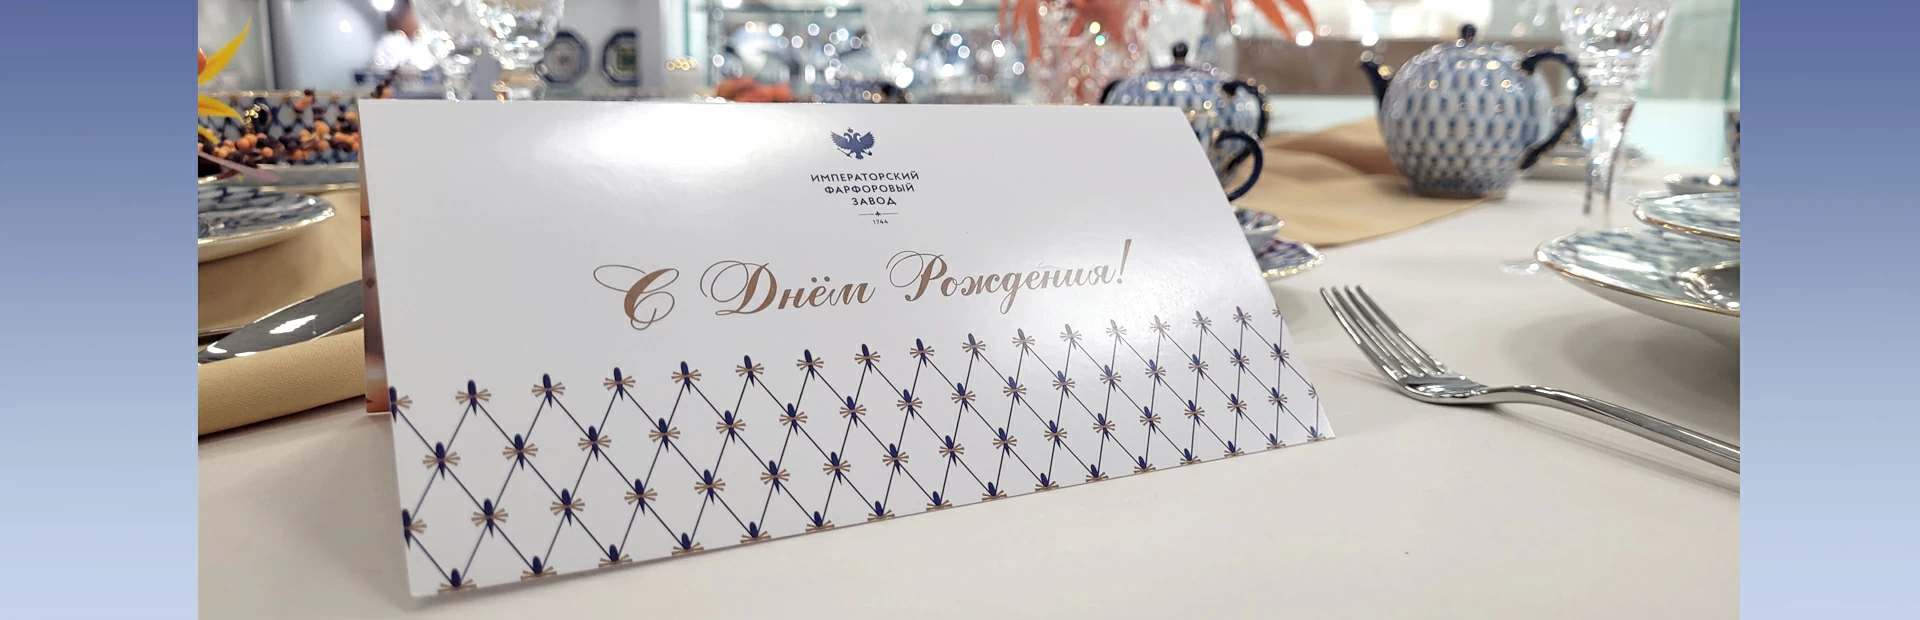 ИМПЕРАТОРСКИЙ
ФАРФОРОВЫЙ
ЗАВОД
1744
С Днём Рождения!